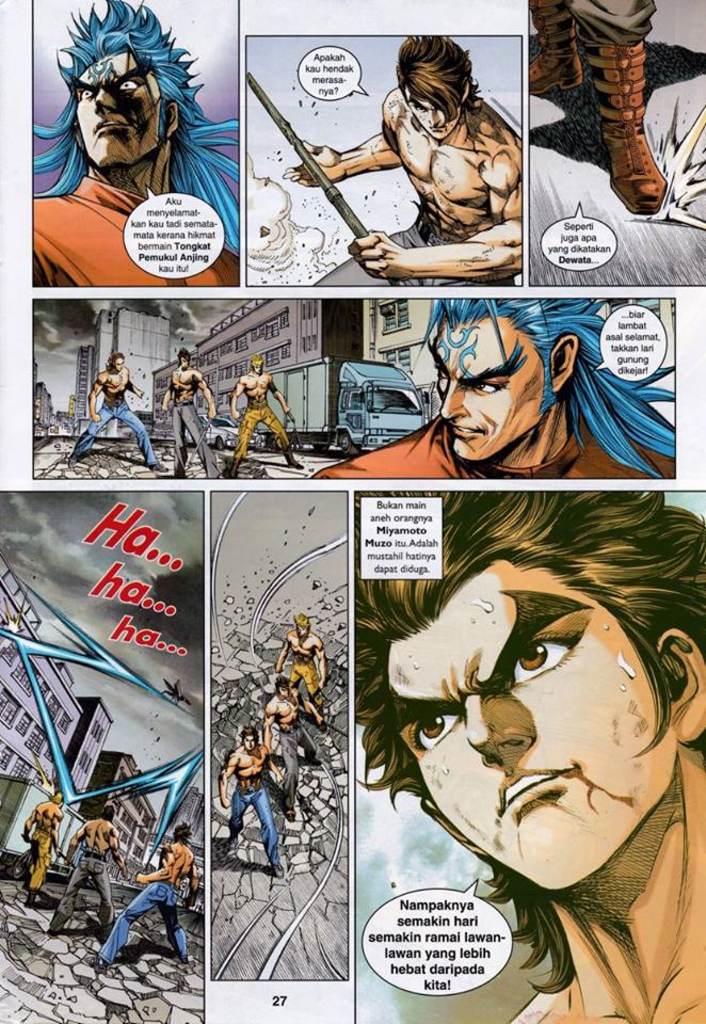 Aku
menyelamat-
kan kau tadi semata-
mata kerana hikmat
bermain Tongkat
Pemukul Anjing
kau itu!
Apakah
kau hendak
merasa-
nya?
Seperti
juga apa
yang dikatakan
Dewata...
...biar
lambat
asal selamat,
takkan lari
gunung
dikejar!
Ha...
ha...
ha...
Bukan main
aneh orangnya
Miyamoto
Muzo itu. Adalah
mustahil hatinya
dapat diduga.
Nampaknya
semakin hari
semakin ramai lawan-
lawan yang lebih
hebat daripada
kita!
27